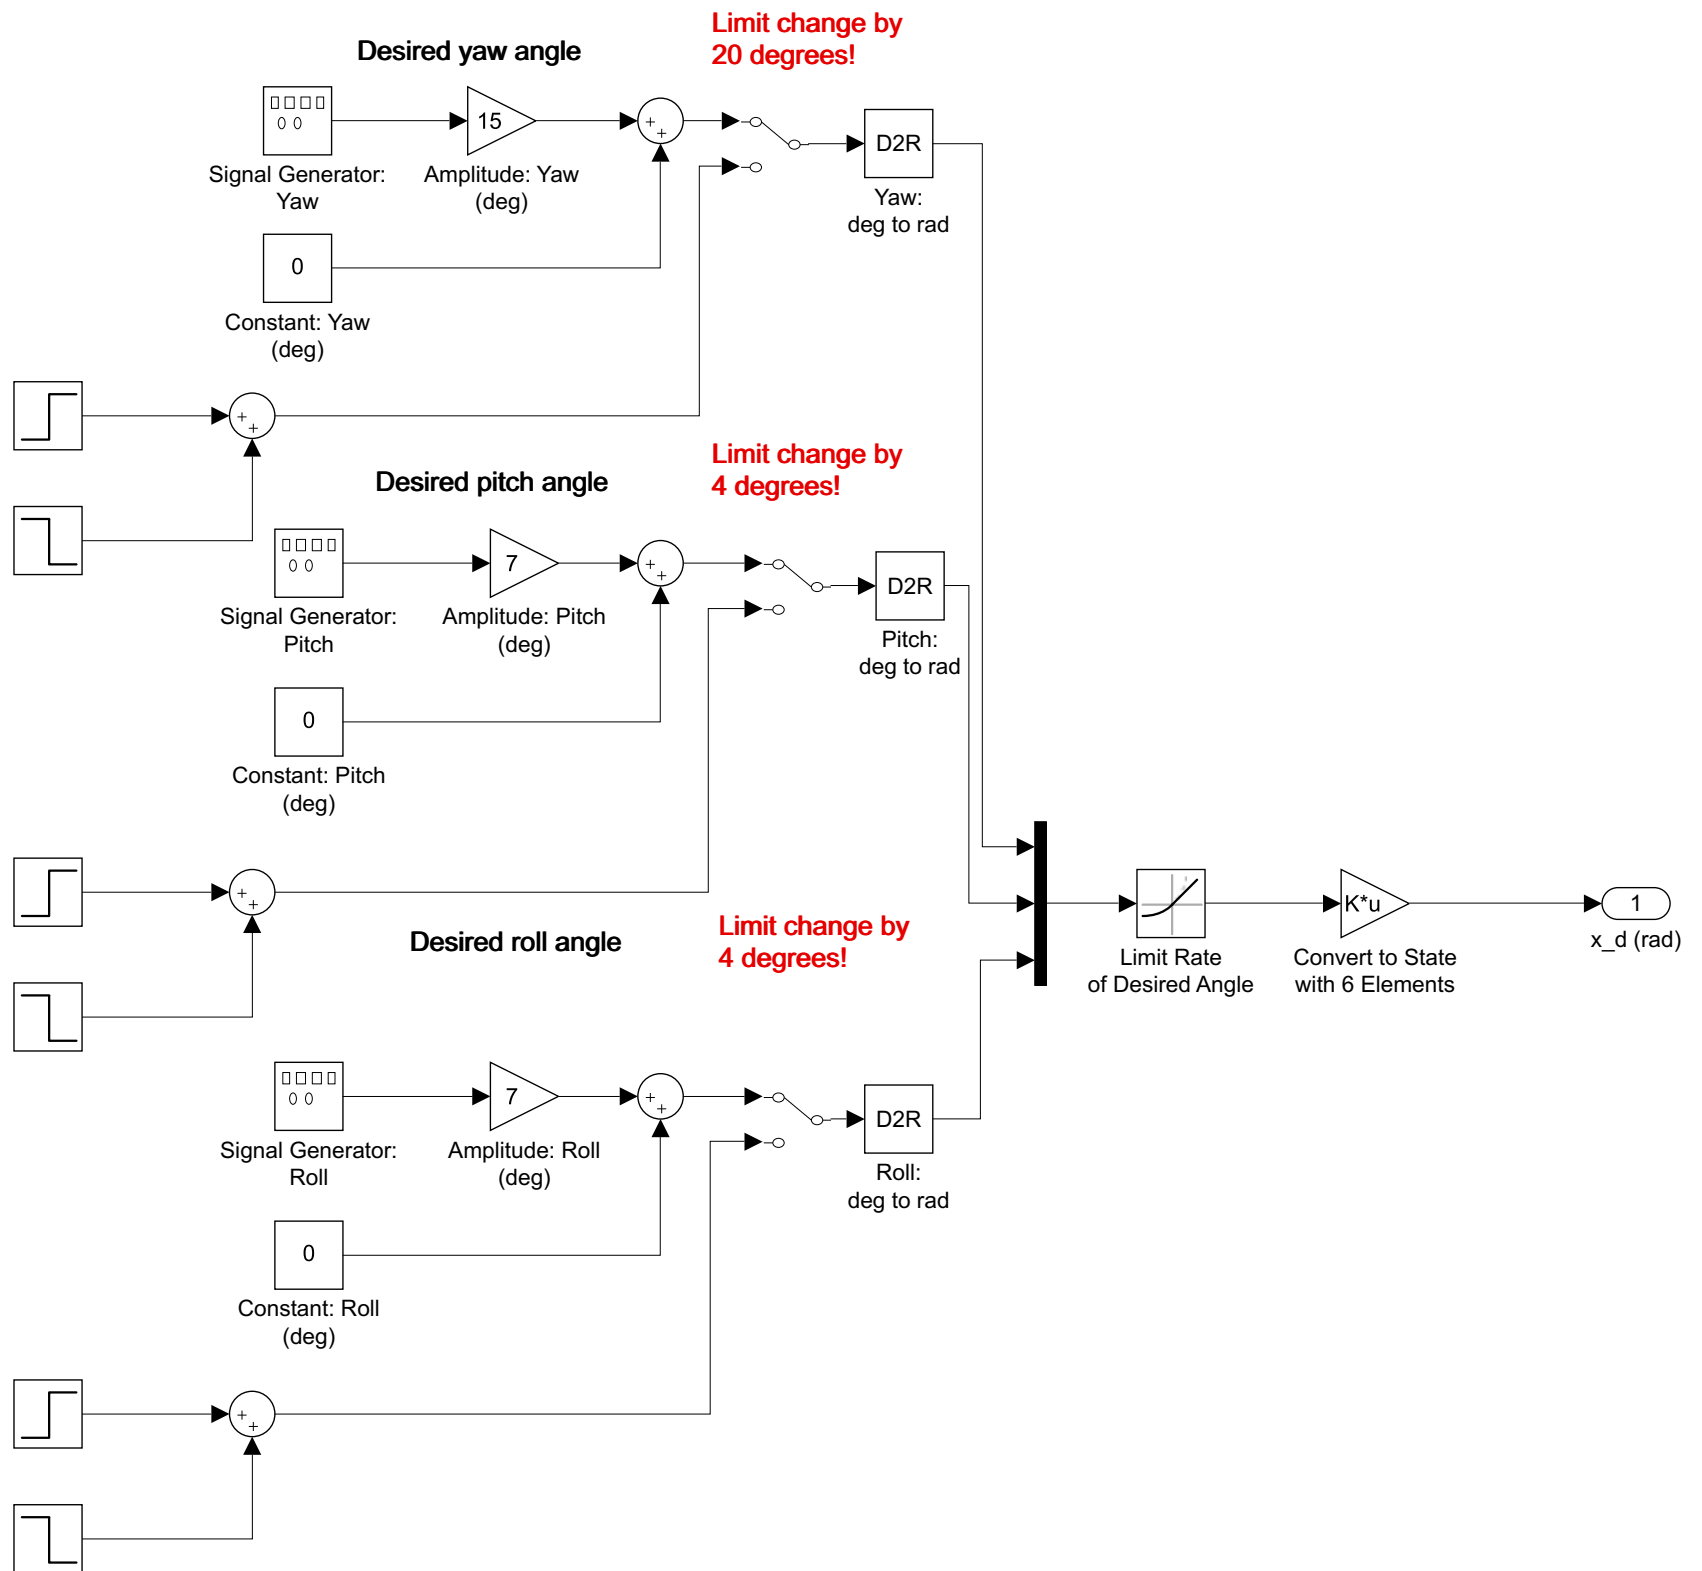 Limit change by
20 degrees!
Desired yaw angle
15
+
+
D2R
Signal Generator:
Yaw
Amplitude: Yaw
(deg)
Yaw:
deg to rad
0
Constant: Yaw
(deg)
+
+
Limit change by
4 degrees!
Desired pitch angle
7
+
+
D2R
Signal Generator:
Pitch
Amplitude: Pitch
(deg)
Pitch:
deg to rad
0
Constant: Pitch
(deg)
+
+
K*u
1
Limit change by
4 degrees!
Desired roll angle
x_d (rad)
Limit Rate
of Desired Angle
Convert to State
with 6 Elements
7
+
+
D2R
Signal Generator:
Roll
Amplitude: Roll
(deg)
Roll:
deg to rad
0
Constant: Roll
(deg)
+
+